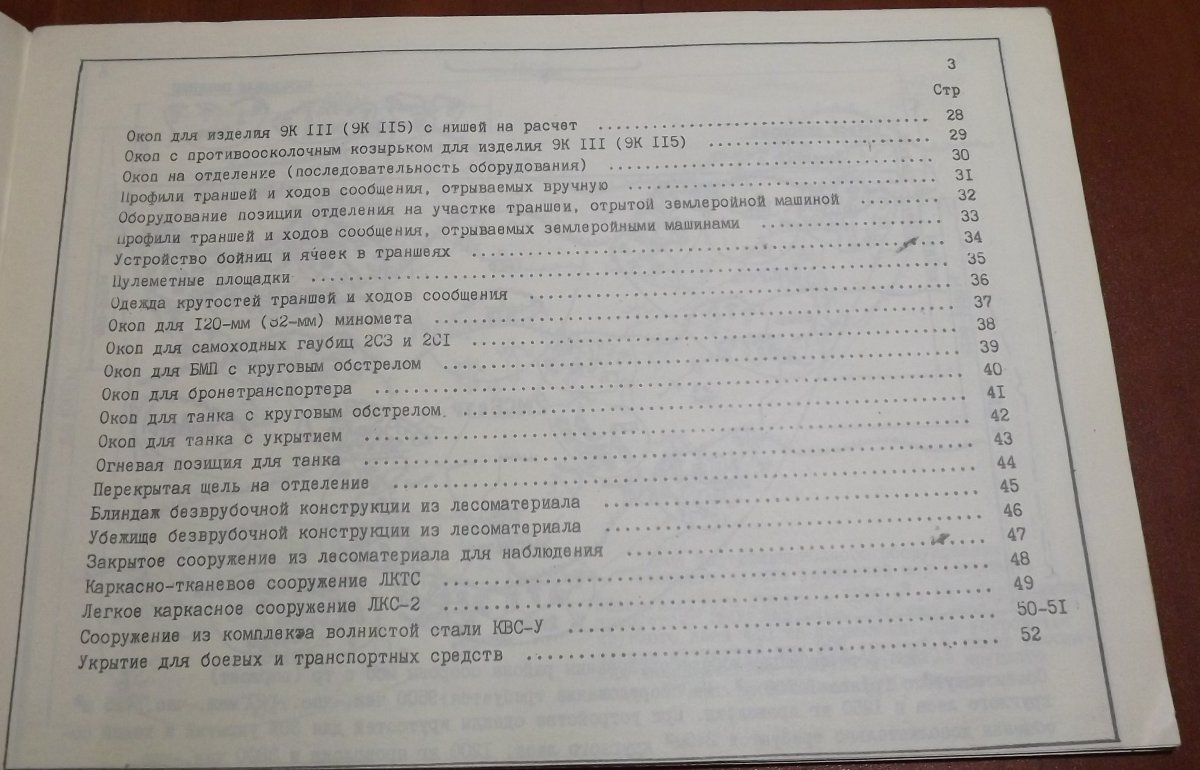 3
Стр
Окоп для изделия 9К III (9К II5) с нишей на расчет ........ 28
Окоп с противоосколочным козырьком для изделия 9К III (9К II5) ........ 29
Окоп на отделение (последовательность оборудования) ........ 30
Профили траншей и ходов сообщения, отрываемых вручную ........ 3I
Оборудование позиции отделения на участке траншеи, отрытой землеройной машиной ........ 32
Профили траншей и ходов сообщения, отрываемых землеройными машинами ........ 33
Устройство бойниц и ячеек в траншеях ........ 34
Пулеметные площадки ........ 35
Одежда крутостей траншей и ходов сообщения ........ 36
Окоп для I20-мм (82-мм) миномета ........ 37
Окоп для самоходных гаубиц 2С3 и 2СI ........ 38
Окоп для БМП с круговым обстрелом ........ 39
Окоп для бронетранспортера ........ 40
Окоп для танка с круговым обстрелом ........ 4I
Окоп для танка с укрытием ........ 42
Огневая позиция для танка ........ 43
Перекрытая щель на отделение ........ 44
Блиндаж безврубочной конструкции из лесоматериала ........ 45
Убежище безврубочной конструкции из лесоматериала ........ 46
Закрытое сооружение из лесоматериала для наблюдения ........ 47
Каркасно-тканевое сооружение ЛКТС ........ 48
Легкое каркасное сооружение ЛКС-2 ........ 49
Сооружение из комплекта волнистой стали КВС-У ........ 50-5I
Укрытие для боевых и транспортных средств ........ 52